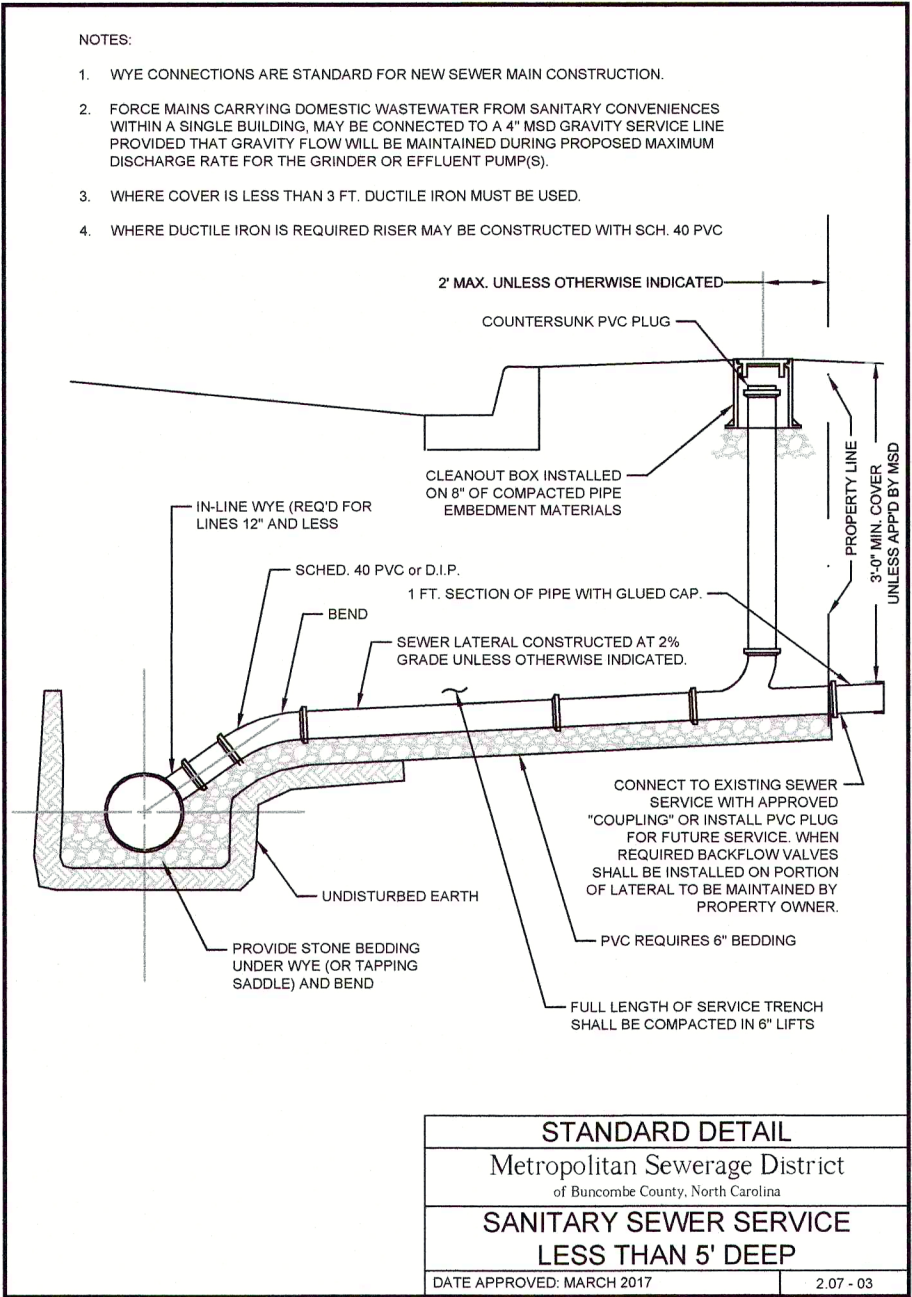 NOTES:
1. WYE CONNECTIONS ARE STANDARD FOR NEW SEWER MAIN CONSTRUCTION.
2. FORCE MAINS CARRYING DOMESTIC WASTEWATER FROM SANITARY CONVENIENCES
WITHIN A SINGLE BUILDING, MAY BE CONNECTED TO A 4" MSD GRAVITY SERVICE LINE
PROVIDED THAT GRAVITY FLOW WILL BE MAINTAINED DURING PROPOSED MAXIMUM
DISCHARGE RATE FOR THE GRINDER OR EFFLUENT PUMP(S).
3. WHERE COVER IS LESS THAN 3 FT. DUCTILE IRON MUST BE USED.
4. WHERE DUCTILE IRON IS REQUIRED RISER MAY BE CONSTRUCTED WITH SCH. 40 PVC
2' MAX. UNLESS OTHERWISE INDICATED
COUNTERSUNK PVC PLUG
CLEANOUT BOX INSTALLED
ON 8" OF COMPACTED PIPE
EMBEDMENT MATERIALS
PROPERTY LINE
3'-0" MIN. COVER
UNLESS APP'D BY MSD
IN-LINE WYE (REQ'D FOR
LINES 12" AND LESS
SCHED. 40 PVC or D.I.P.
1 FT. SECTION OF PIPE WITH GLUED CAP.
BEND
SEWER LATERAL CONSTRUCTED AT 2%
GRADE UNLESS OTHERWISE INDICATED.
CONNECT TO EXISTING SEWER
SERVICE WITH APPROVED
"COUPLING" OR INSTALL PVC PLUG
FOR FUTURE SERVICE. WHEN
REQUIRED BACKFLOW VALVES
SHALL BE INSTALLED ON PORTION
OF LATERAL TO BE MAINTAINED BY
PROPERTY OWNER.
UNDISTURBED EARTH
PVC REQUIRES 6" BEDDING
PROVIDE STONE BEDDING
UNDER WYE (OR TAPPING
SADDLE) AND BEND
FULL LENGTH OF SERVICE TRENCH
SHALL BE COMPACTED IN 6" LIFTS
STANDARD DETAIL
Metropolitan Sewerage District
of Buncombe County, North Carolina
SANITARY SEWER SERVICE
LESS THAN 5' DEEP
DATE APPROVED: MARCH 2017
2.07 - 03